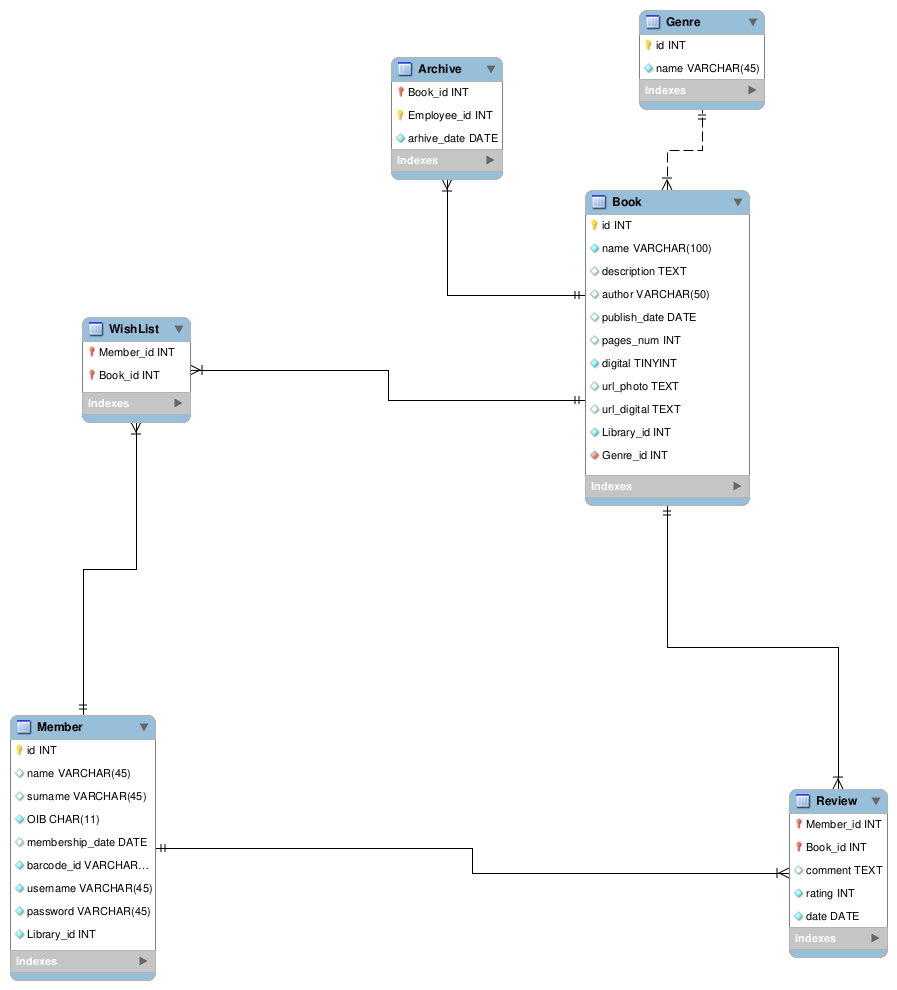 Genre
id INT
name VARCHAR(45)
Indexes
Archive
Book_id INT
Employee_id INT
arhive_date DATE
Indexes
Book
id INT
name VARCHAR(100)
description TEXT
author VARCHAR(50)
publish_date DATE
pages_num INT
digital TINYINT
url_photo TEXT
url_digital TEXT
Library_id INT
Genre_id INT
Indexes
WishList
Member_id INT
Book_id INT
Indexes
Member
id INT
name VARCHAR(45)
surname VARCHAR(45)
OIB CHAR(11)
membership_date DATE
barcode_id VARCHAR...
username VARCHAR(45)
password VARCHAR(45)
Library_id INT
Indexes
Review
Member_id INT
Book_id INT
comment TEXT
rating INT
date DATE
Indexes